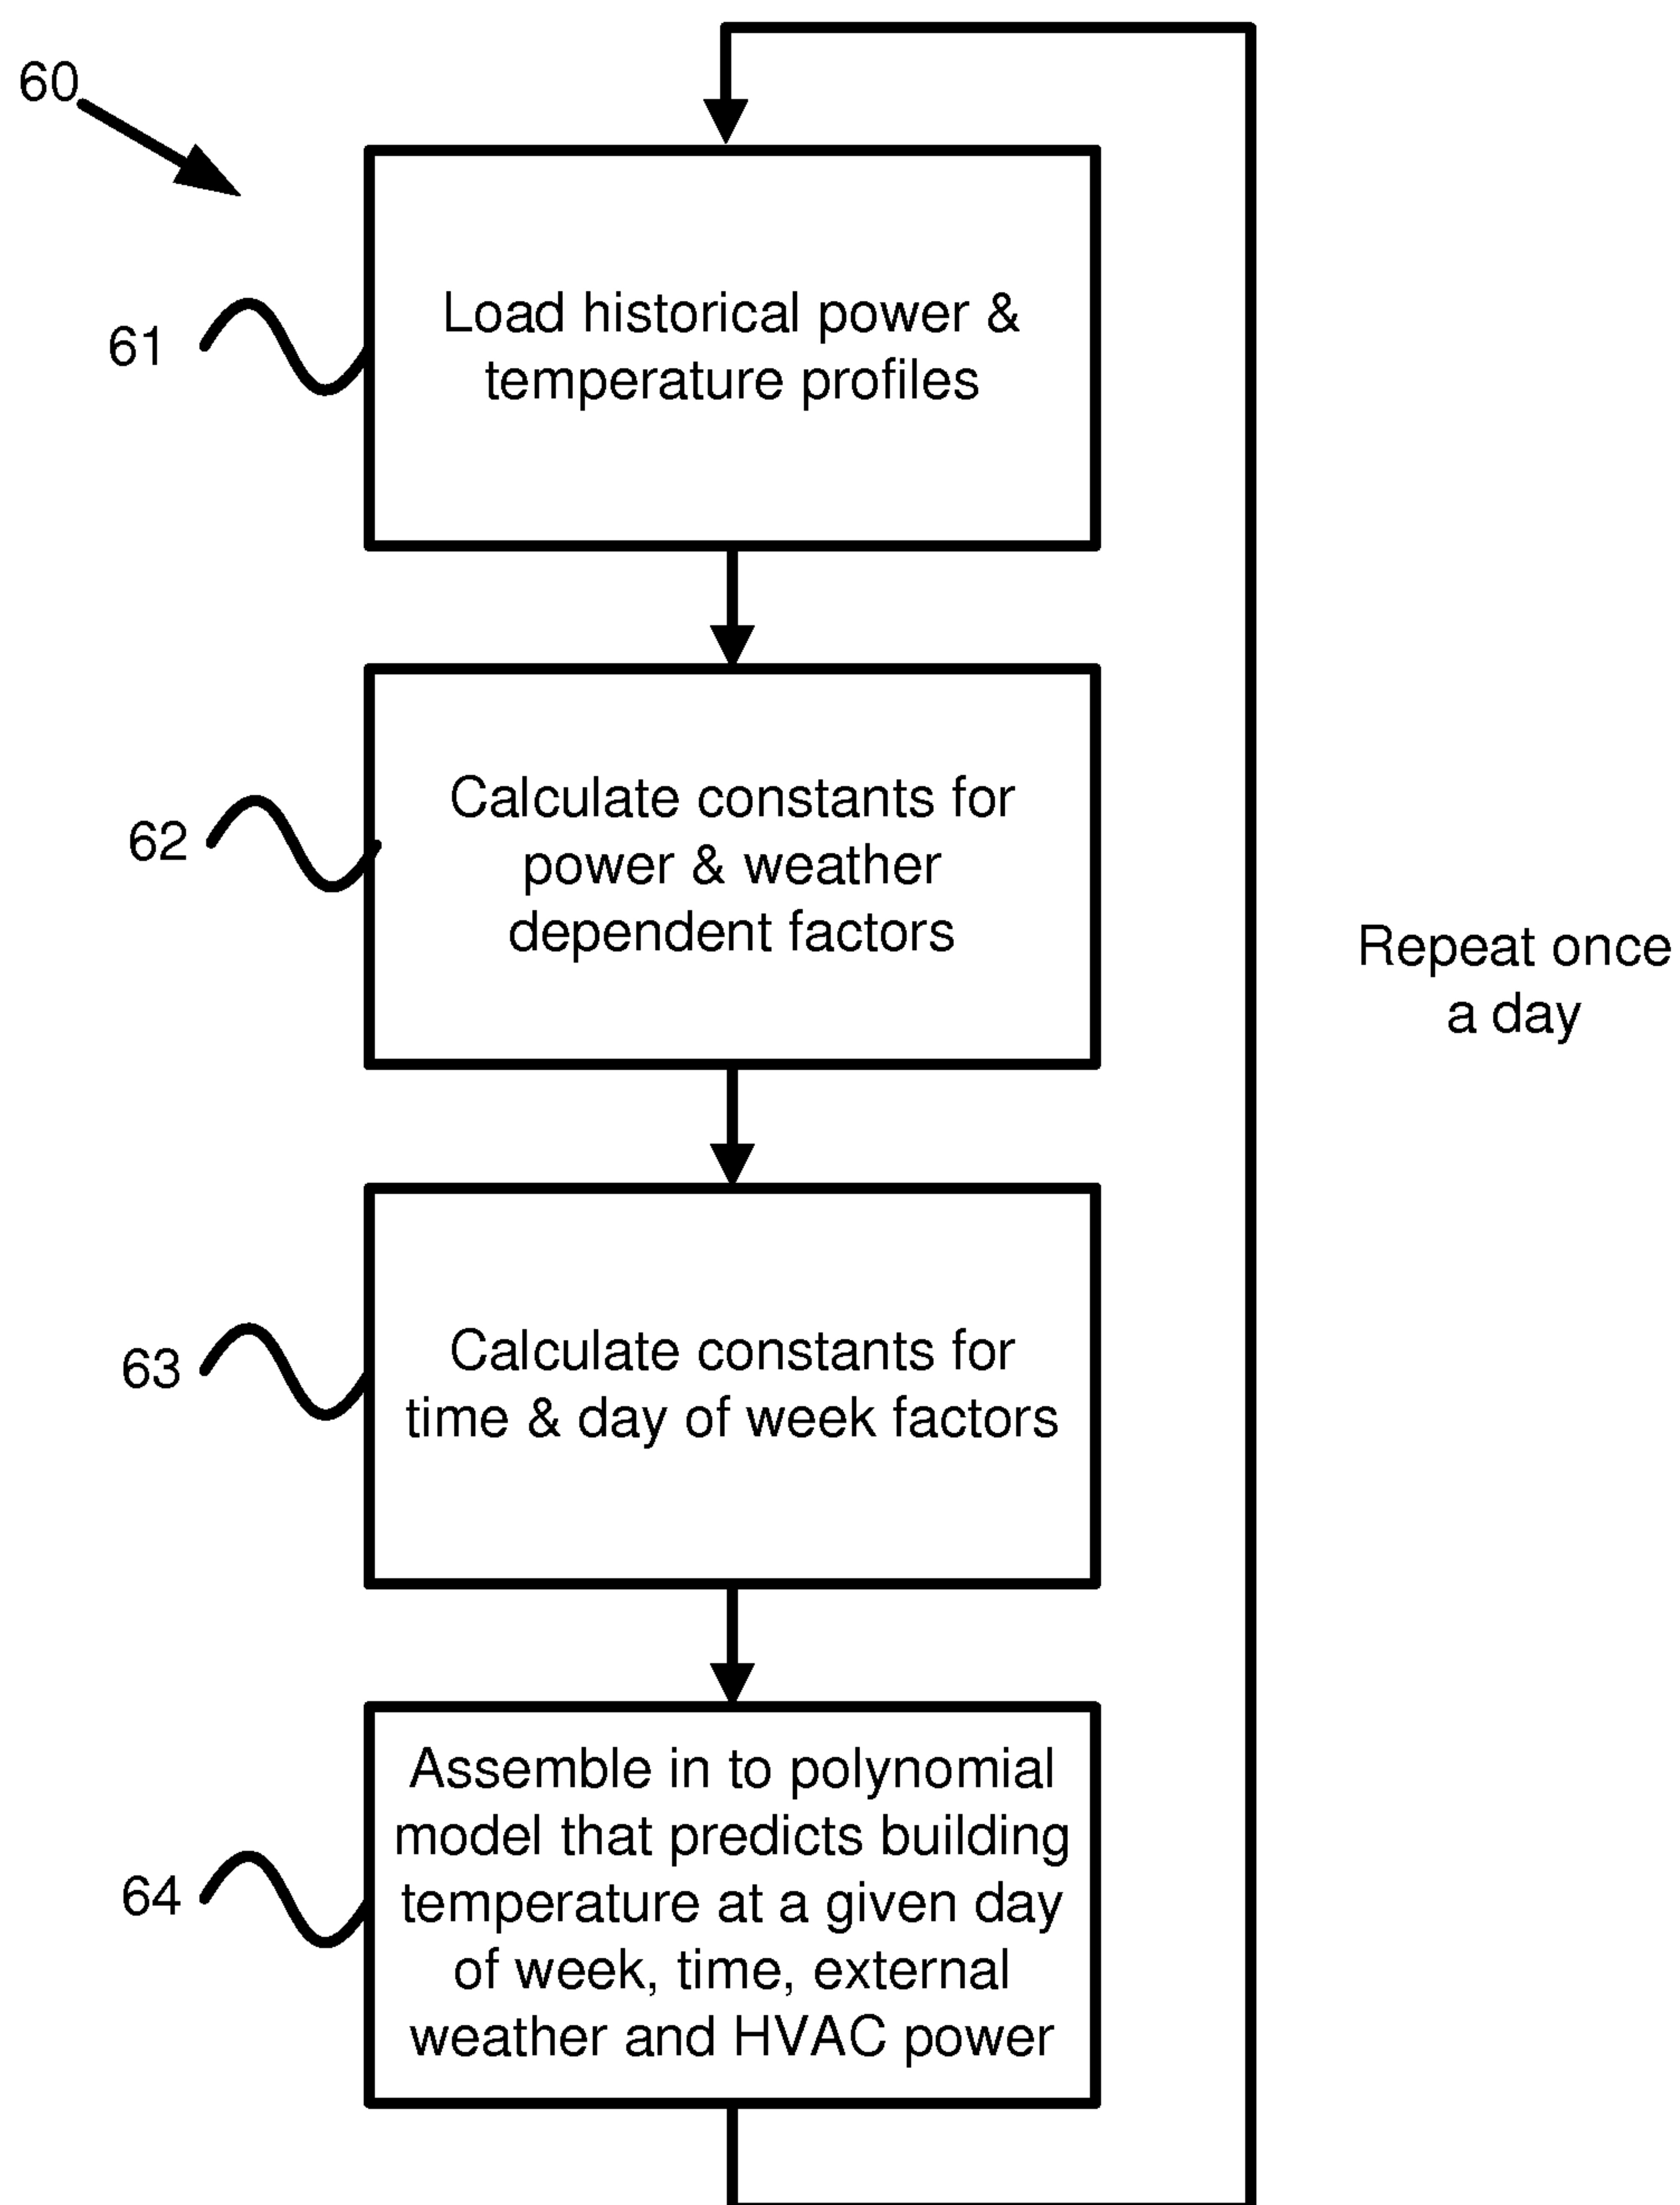 60
61
Load historical power &
temperature profiles
62
Calculate constants for
power & weather
dependent factors
Repeat once
a day
63
Calculate constants for
time & day of week factors
64
Assemble in to polynomial
model that predicts building
temperature at a given day
of week, time, external
weather and HVAC power